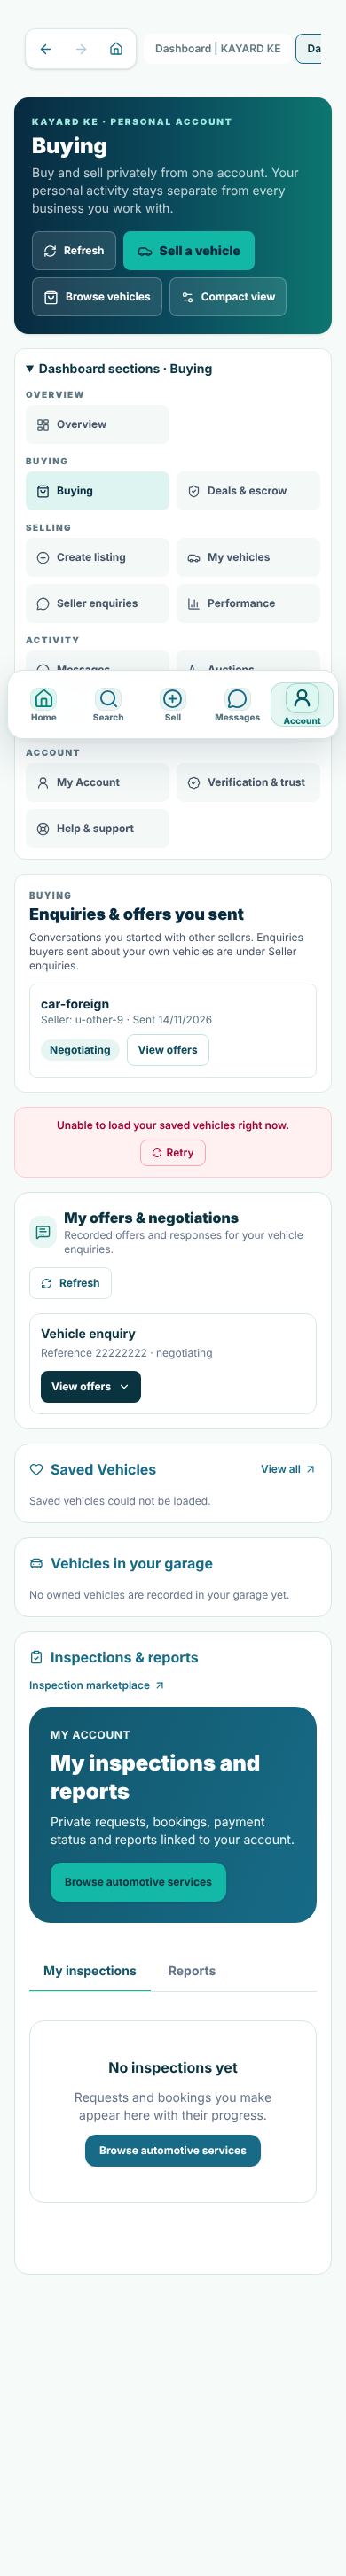 Dashboard | KAYARD KE
Da
KAYARD KE · PERSONAL ACCOUNT
Buying
Buy and sell privately from one account. Your
personal activity stays separate from every
business you work with.
Refresh
Sell a vehicle
Browse vehicles
Compact view
Dashboard sections · Buying
OVERVIEW
Overview
BUYING
Buying
Deals & escrow
SELLING
Create listing
My vehicles
Seller enquiries
Performance
ACTIVITY
Messages
Auctions
Home
Search
Sell
Messages
Account
ACCOUNT
My Account
Verification & trust
Help & support
BUYING
Enquiries & offers you sent
Conversations you started with other sellers. Enquiries
buyers sent about your own vehicles are under Seller
enquiries.
car-foreign
Seller: u-other-9 · Sent 14/11/2026
Negotiating
View offers
Unable to load your saved vehicles right now.
Retry
My offers & negotiations
Recorded offers and responses for your vehicle
enquiries.
Refresh
Vehicle enquiry
Reference 22222222 · negotiating
View offers
Saved Vehicles
View all
Saved vehicles could not be loaded.
Vehicles in your garage
No owned vehicles are recorded in your garage yet.
Inspections & reports
Inspection marketplace
MY ACCOUNT
My inspections and
reports
Private requests, bookings, payment
status and reports linked to your account.
Browse automotive services
My inspections
Reports
No inspections yet
Requests and bookings you make
appear here with their progress.
Browse automotive services